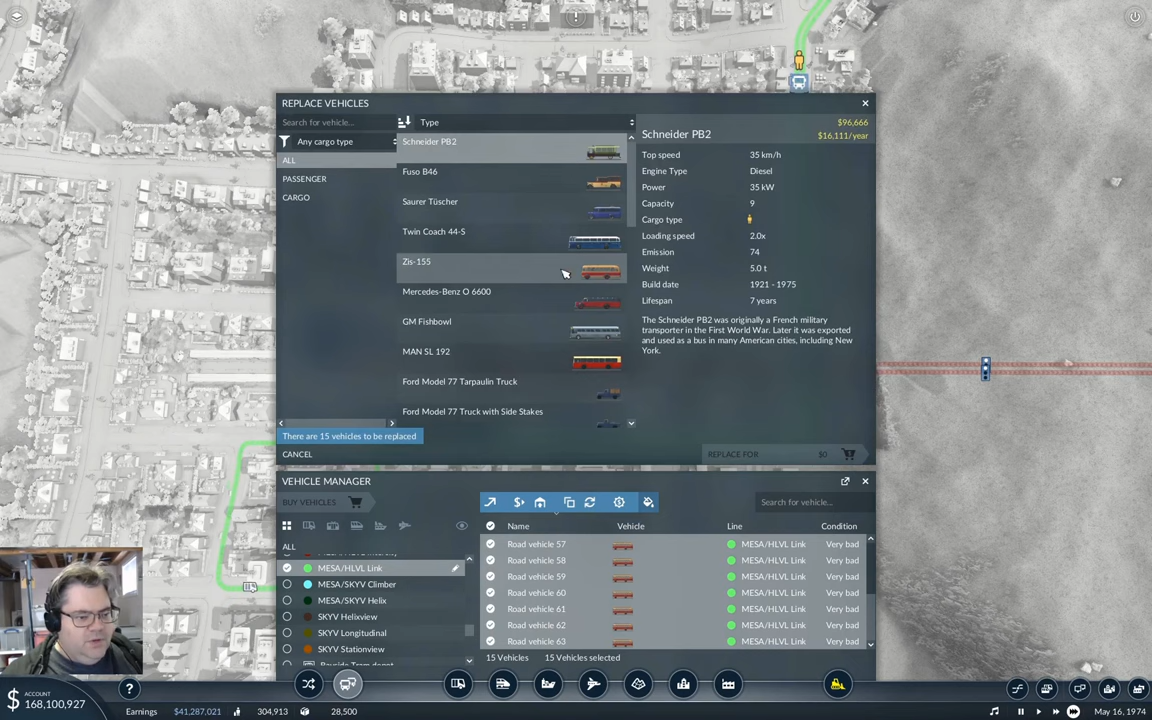 REPLACE VEHICLES
Search for vehicle...
Type
$96,666
$16,111/year
Any cargo type
ALL
PASSENGER
CARGO
Schneider PB2
Fuso B46
Saurer Tüscher
Twin Coach 44-S
Zis-155
Mercedes-Benz O 6600
GM Fishbowl
MAN SL 192
Ford Model 77 Tarpaulin Truck
Ford Model 77 Truck with Side Stakes
Schneider PB2
Top speed 35 km/h
Engine Type Diesel
Power 35 kW
Capacity 9
Cargo type
Loading speed 2.0x
Emission 74
Weight 5.0 t
Build date 1921 - 1975
Lifespan 7 years
The Schneider PB2 was originally a French military
transporter in the First World War. Later it was exported
and used as a bus in many American cities, including New
York.
There are 15 vehicles to be replaced
CANCEL
REPLACE FOR $0
VEHICLE MANAGER
BUY VEHICLES
Search for vehicle...
ALL
MESA/HLVL Link
MESA/SKYV Climber
MESA/SKYV Helix
SKYV Helixview
SKYV Longitudinal
SKYV Stationview
Name Vehicle Line Condition
Road vehicle 57 MESA/HLVL Link Very bad
Road vehicle 58 MESA/HLVL Link Very bad
Road vehicle 59 MESA/HLVL Link Very bad
Road vehicle 60 MESA/HLVL Link Very bad
Road vehicle 61 MESA/HLVL Link Very bad
Road vehicle 62 MESA/HLVL Link Very bad
Road vehicle 63 MESA/HLVL Link Very bad
15 Vehicles 15 Vehicles selected
$ ACCOUNT
168,100,927
?
Earnings $41,287,021 304,913 28,500
May 16, 1974